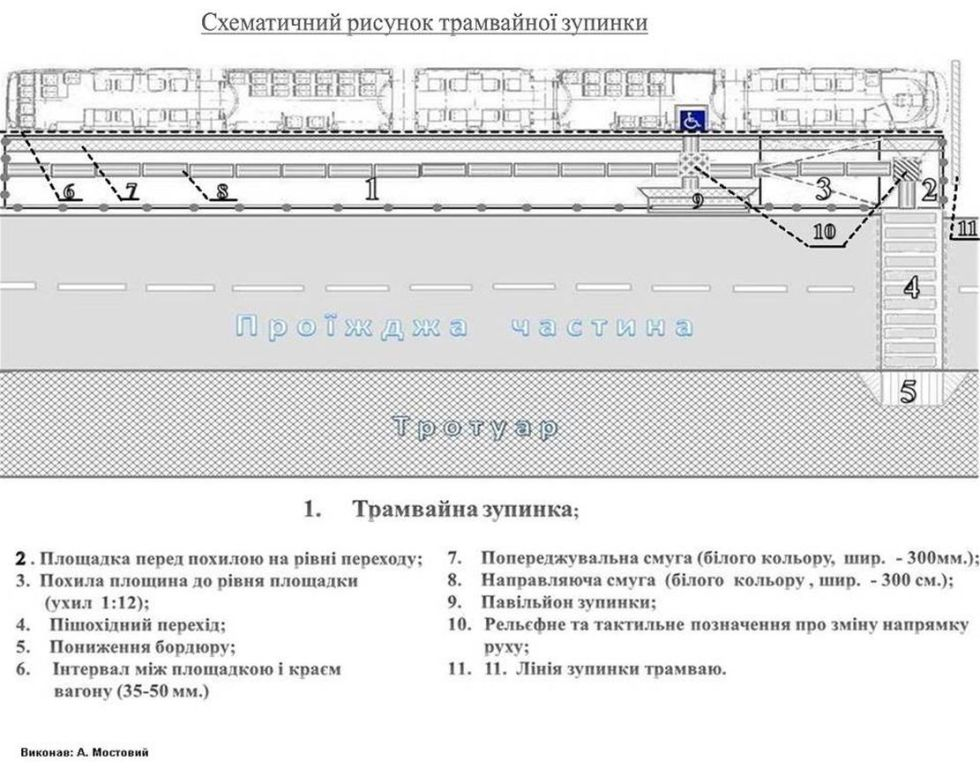 Схематичний рисунок трамвайної зупинки
6 7 8 1 9 3 2
10 11
4
Проїжджа частина
5
Тротуар
1. Трамвайна зупинка;
2 . Площадка перед похилою на рівні переходу;
3. Похила площина до рівня площадки
(ухил 1:12);
4. Пішохідний перехід;
5. Пониження бордюру;
6. Інтервал між площадкою і краєм
вагону (35-50 мм.)
7. Попереджувальна смуга (білого кольору, шир. - 300мм.);
8. Направляюча смуга (білого кольору , шир. - 300 см.);
9. Павільйон зупинки;
10. Рельєфне та тактильне позначення про зміну напрямку
руху;
11. 11. Лінія зупинки трамваю.
Виконав: А. Мостовий